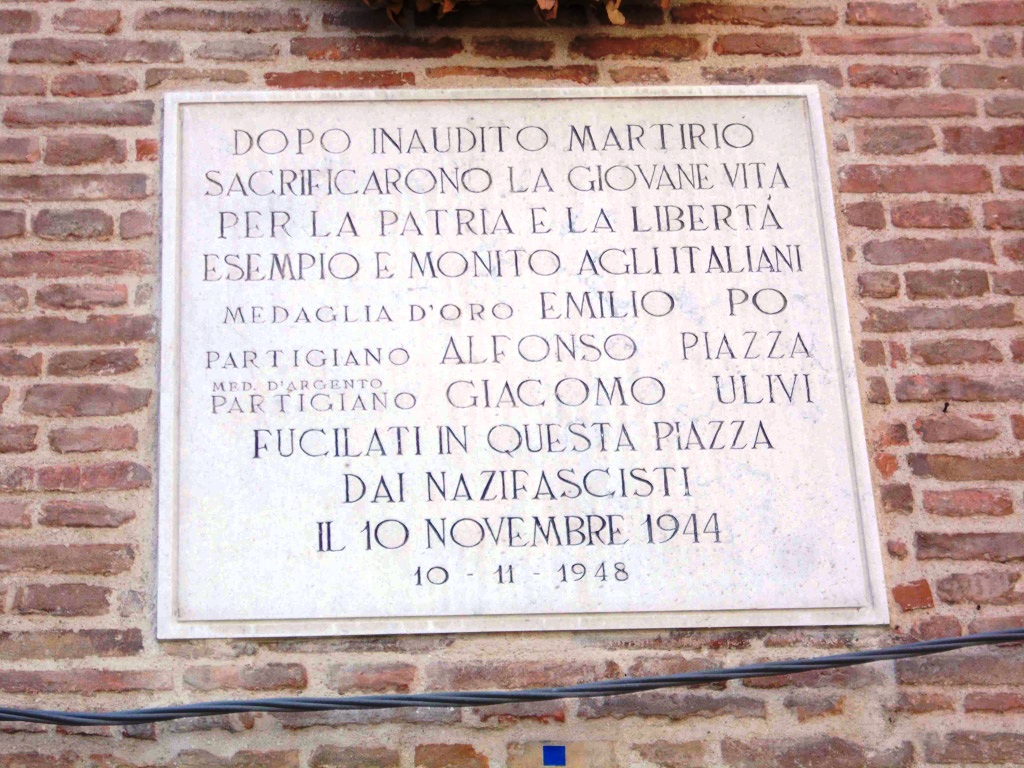 DOPO INAUDITO MARTIRIO
SACRIFICARONO LA GIOVANE VITA
PER LA PATRIA E LA LIBERTÁ
ESEMPIO E MONITO AGLI ITALIANI
MEDAGLIA D'ORO EMILIO PO
PARTIGIANO ALFONSO PIAZZA
MED. D'ARGENTO
PARTIGIANO GIACOMO ULIVI
FUCILATI IN QUESTA PIAZZA
DAI NAZIFASCISTI
IL 10 NOVEMBRE 1944
10 - 11 - 1948